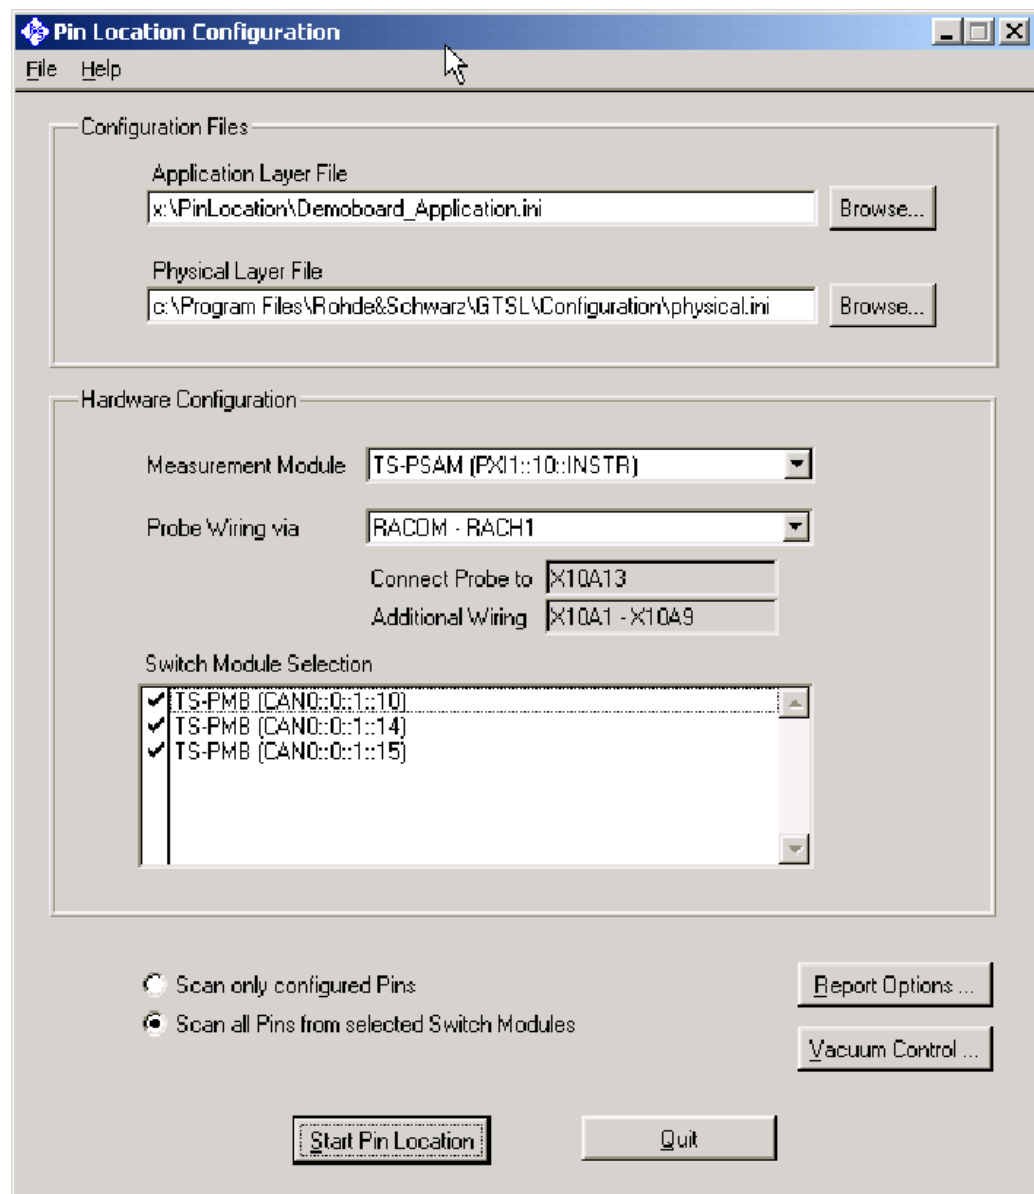 Pin Location Configuration
File Help
Configuration Files
Application Layer File
x:\PinLocation\Demoboard_Application.ini
Browse...
Physical Layer File
c:\Program Files\Rohde&Schwarz\GTSL\Configuration\physical.ini
Browse...
Hardware Configuration
Measurement Module
TS-PSAM (PXI1::10::INSTR)
Probe Wiring via
RACOM - RACH1
Connect Probe to
X10A13
Additional Wiring
X10A1 - X10A9
Switch Module Selection
TS-PMB (CAN0::0::1::10)
TS-PMB (CAN0::0::1::14)
TS-PMB (CAN0::0::1::15)
Scan only configured Pins
Report Options ...
Scan all Pins from selected Switch Modules
Vacuum Control ...
Start Pin Location
Quit